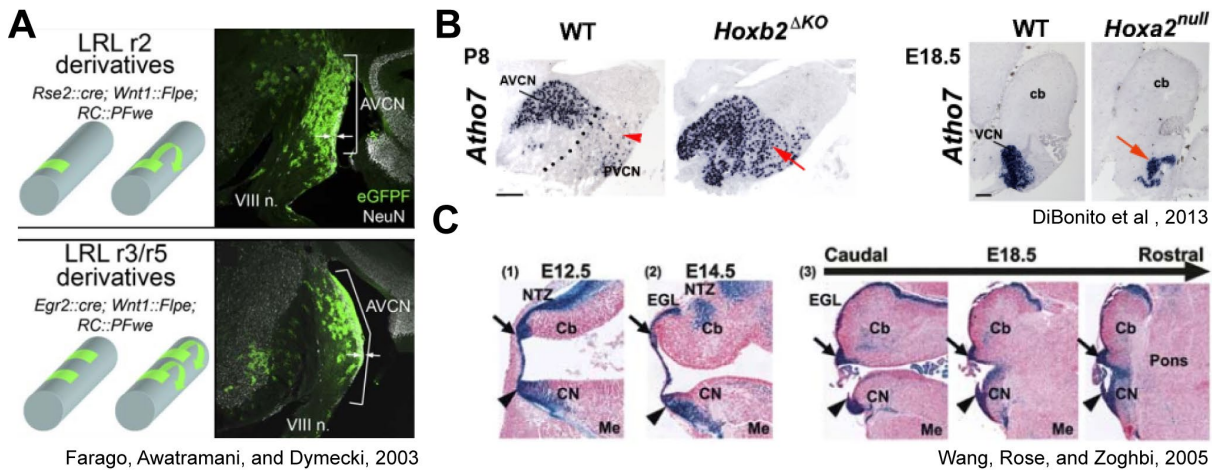 A
LRL r2
derivatives
Rse2::cre; Wnt1::Flpe;
RC::PFwe
AVCN
VIII n.
eGFPF
NeuN
LRL r3/r5
derivatives
Egr2::cre; Wnt1::Flpe;
RC::PFwe
AVCN
VIII n.
Farago, Awatramani, and Dymecki, 2003
B
WT
Hoxb2ΔKO
P8
Atho7
AVCN
PVCN
WT
Hoxa2null
E18.5
Atho7
cb
VCN
cb
DiBonito et al , 2013
C
(1) E12.5
NTZ
Cb
CN
Me
(2) E14.5
NTZ
EGL
Cb
CN
Me
(3) Caudal E18.5 Rostral
EGL
Cb
CN
Me
Cb
CN
Me
Cb
Pons
CN
Wang, Rose, and Zoghbi, 2005